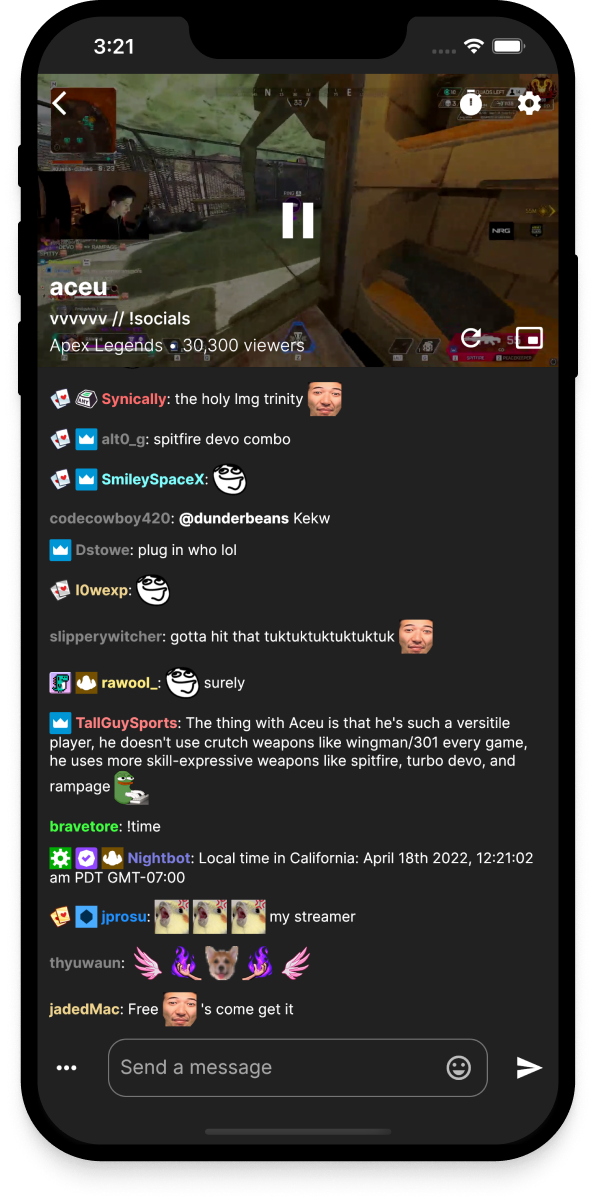 3:21
N E
33
NRG
aceu
vvvvvv // !socials
Apex Legends • 30,300 viewers
Synically: the holy lmg trinity
alt0_g: spitfire devo combo
SmileySpaceX:
codecowboy420: @dunderbeans Kekw
Dstowe: plug in who lol
l0wexp:
slipperywitcher: gotta hit that tuktuktuktuktuktuk
rawool_: surely
TallGuySports: The thing with Aceu is that he's such a versitile
player, he doesn't use crutch weapons like wingman/301 every game,
he uses more skill-expressive weapons like spitfire, turbo devo, and
rampage
bravetore: !time
Nightbot: Local time in California: April 18th 2022, 12:21:02
am PDT GMT-07:00
jprosu: my streamer
thyuwaun:
jadedMac: Free 's come get it
Send a message